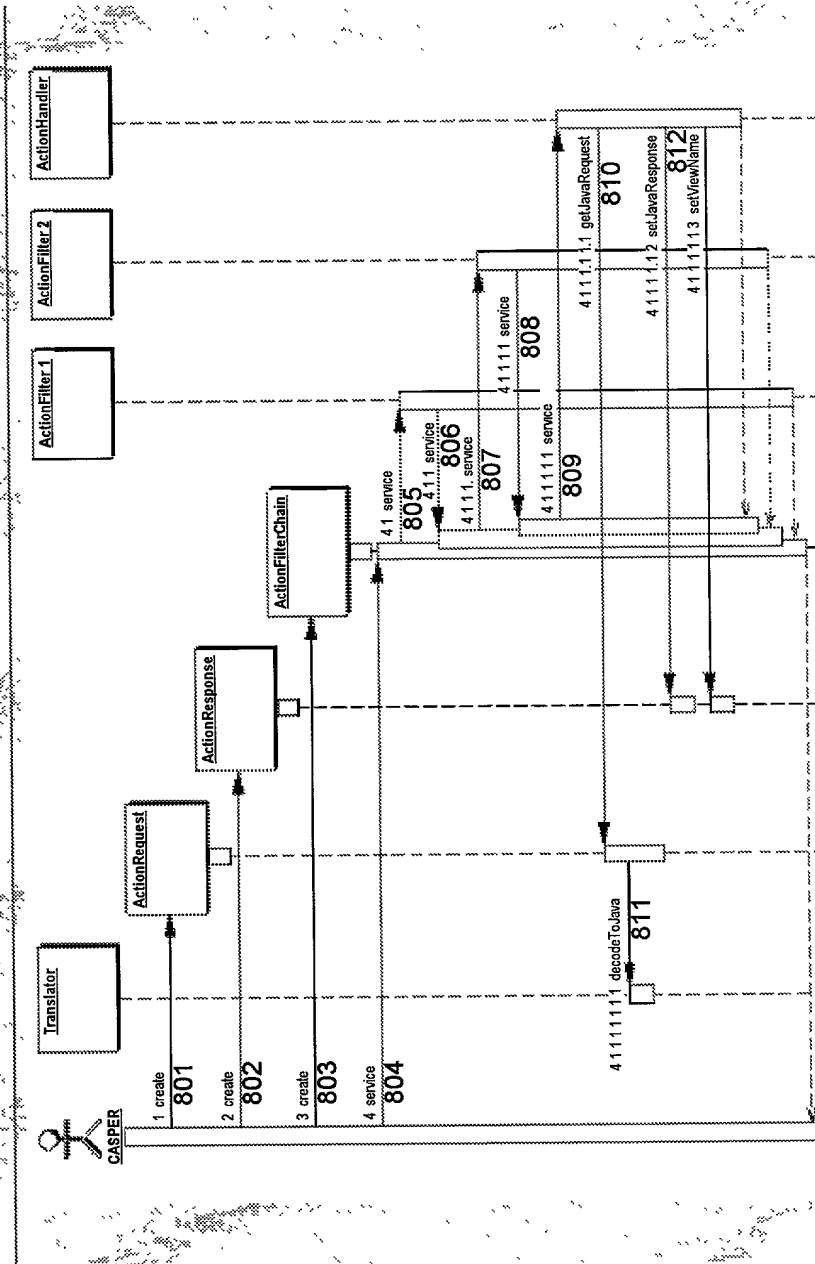 CASPER
Translator
ActionRequest
ActionResponse
ActionFilterChain
ActionFilter 1
ActionFilter 2
ActionHandler
1 create
801
2 create
802
3 create
803
4 service
804
4 1 service
805
4 1 1 service
806
4 1 1 1. service
807
4 1 1 1 1 service
808
4 1 1 1 1 1 service
809
4 1 1 1.1 1.1 getJavaRequest
810
4 1 1 1 1 1 1 1 decodeToJava
811
4 1 1 1 1.1 2 setJavaResponse
812
4 1 1 1 1 1 3 setViewName